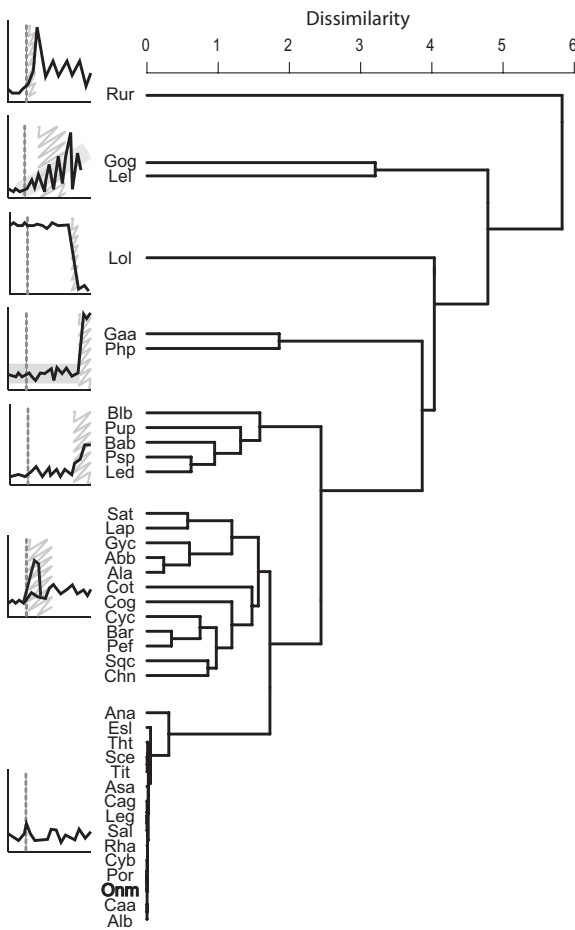 Dissimilarity
0 1 2 3 4 5 6
Rur
Gog
Lel
Lol
Gaa
Php
Blb
Pup
Bab
Psp
Led
Sat
Lap
Gyc
Abb
Ala
Cot
Cog
Cyc
Bar
Pef
Sqc
Chn
Ana
Esl
Tht
Sce
Tit
Asa
Cag
Leg
Sal
Rha
Cyb
Por
Onm
Caa
Alb